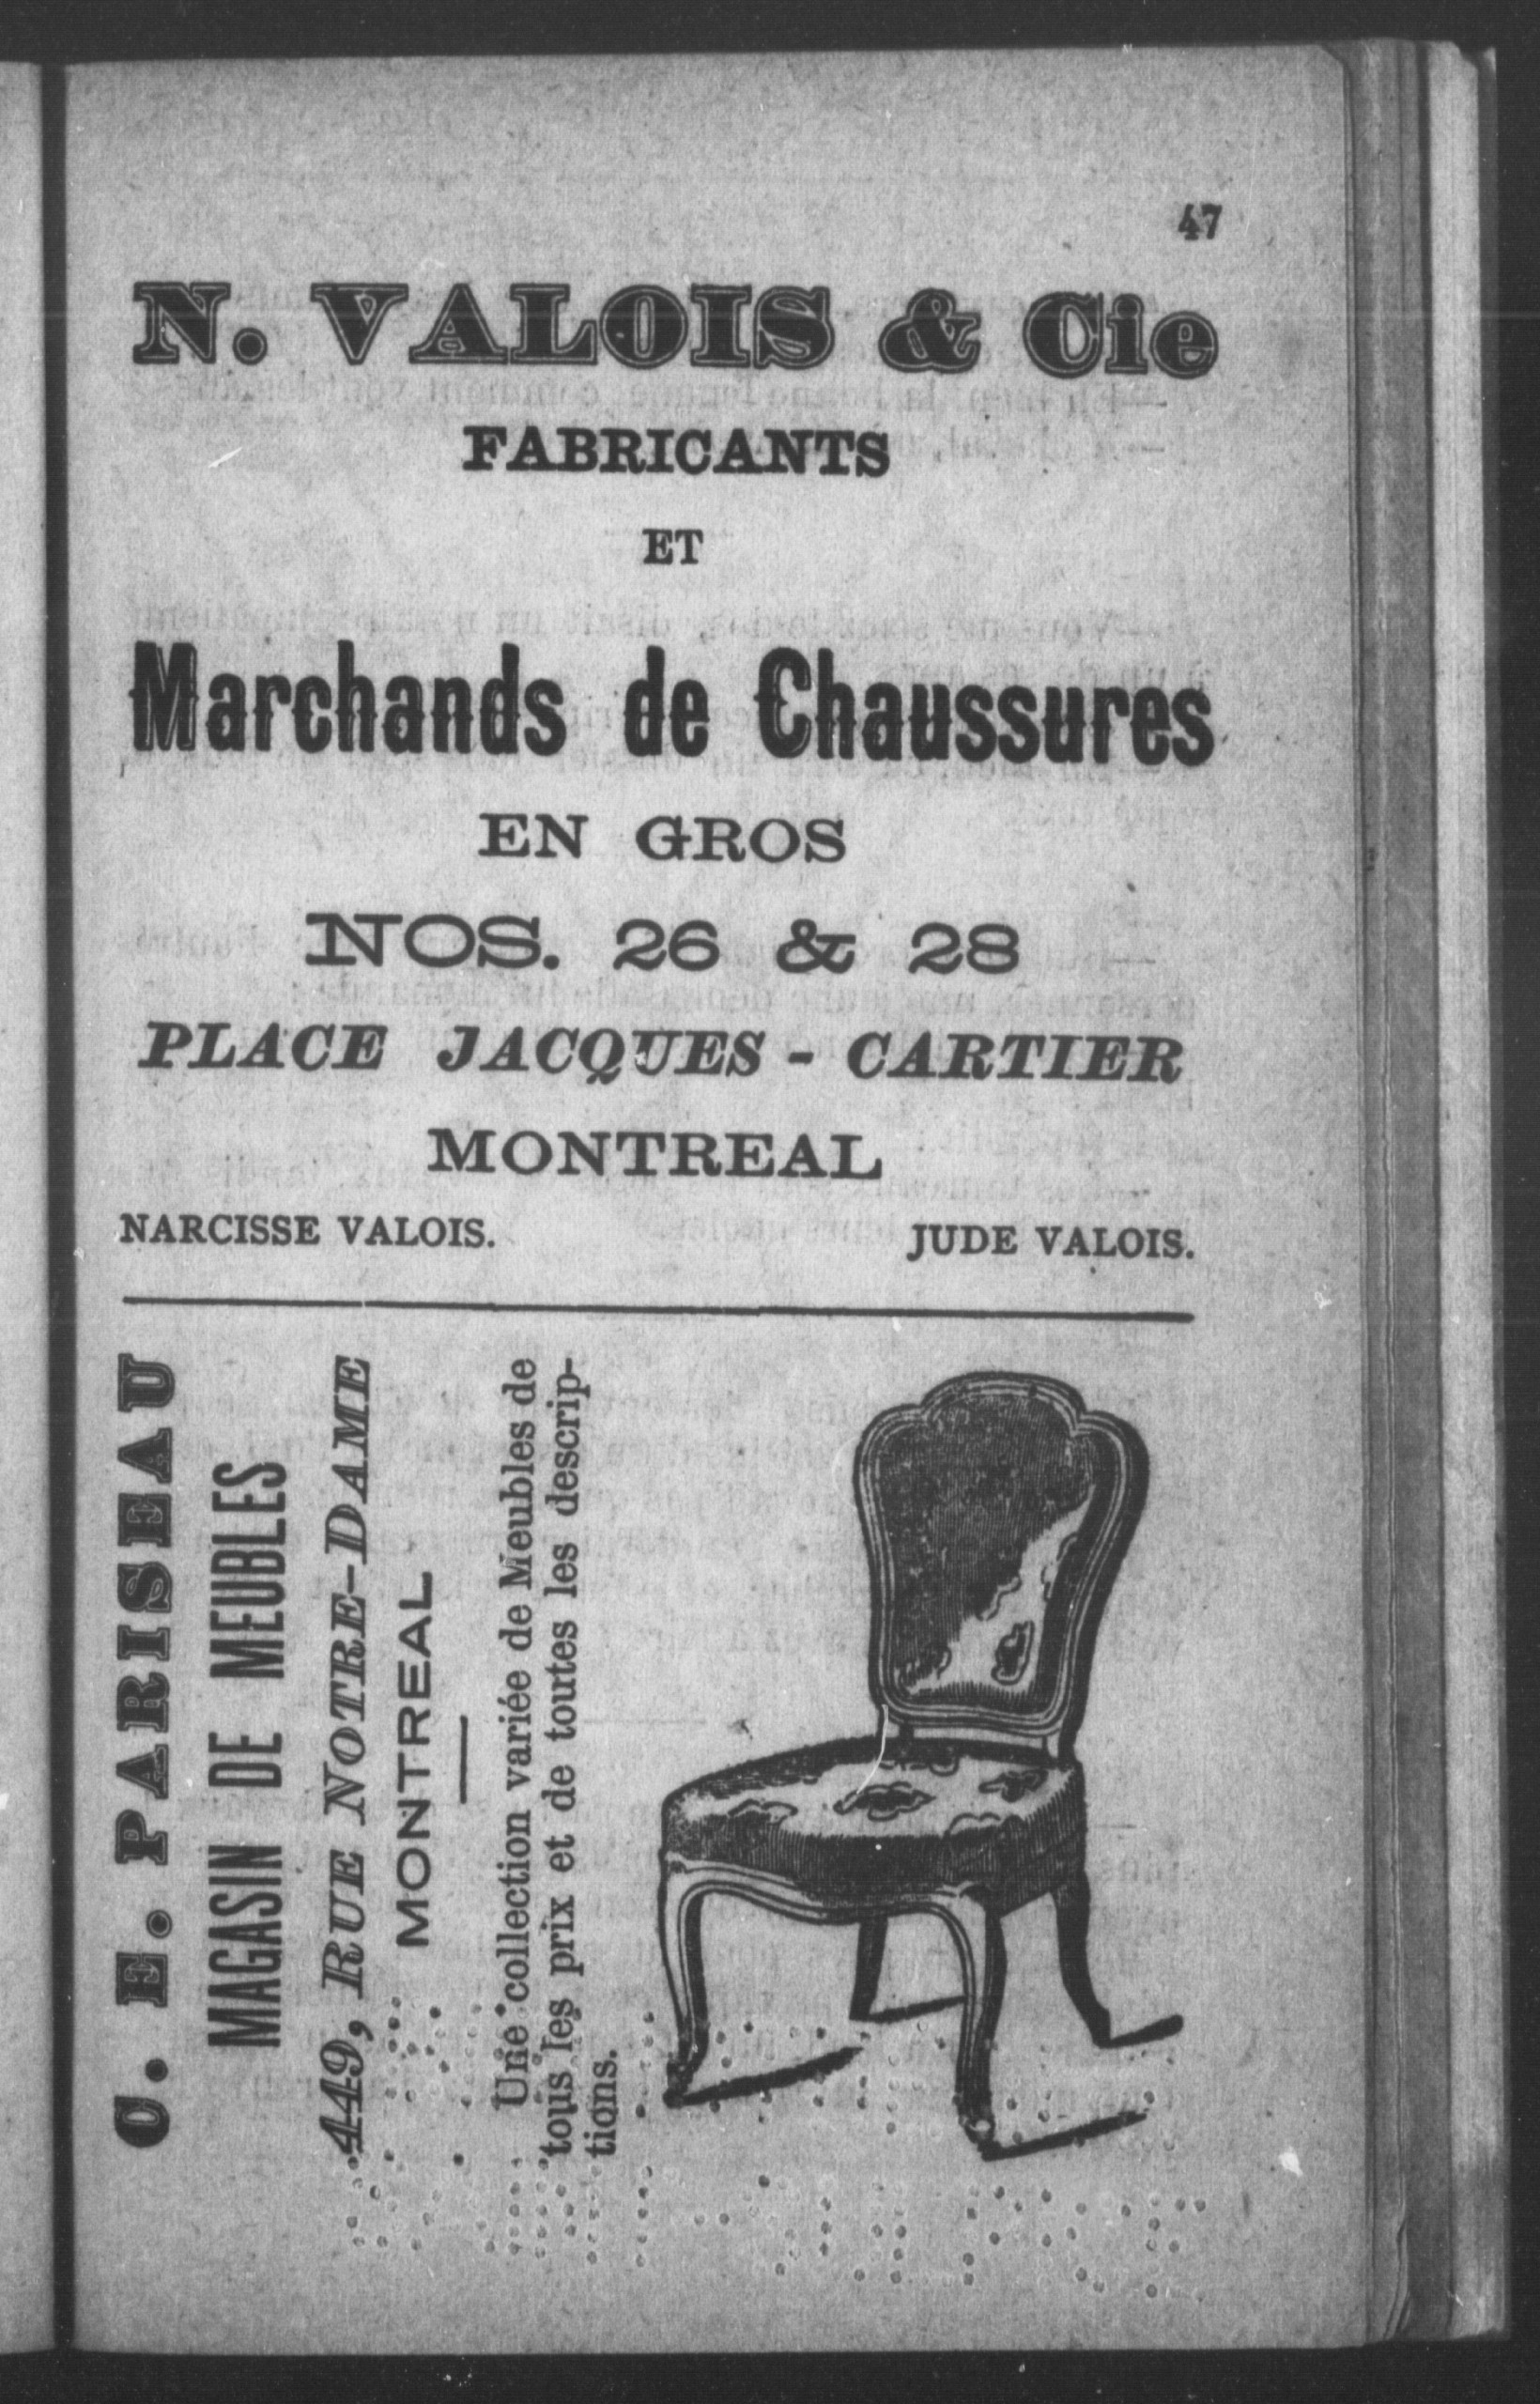 47
N. VALOIS & Cie
FABRICANTS
ET
Marchands de Chaussures
EN GROS
NOS. 26 & 28
PLACE JACQUES - CARTIER
MONTREAL
NARCISSE VALOIS. JUDE VALOIS.
C. E. PARISEAU
MAGASIN DE MEUBLES
449, RUE NOTRE-DAME
MONTREAL
Une collection variée de Meubles de
tous les prix et de toutes les descrip-
tions.